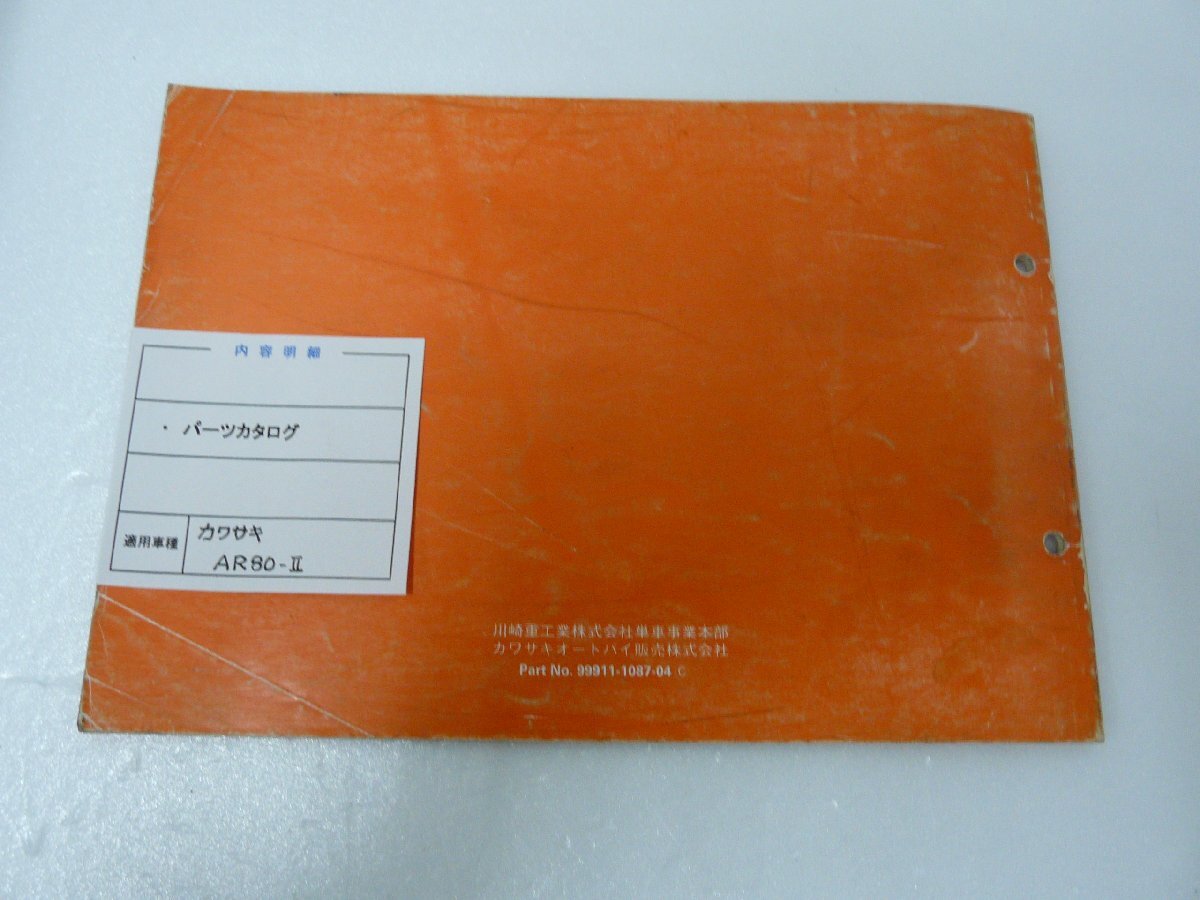 内容明細
・ パーツカタログ
適用車種
カワサキ
AR80-Ⅱ
川崎重工業株式会社単車事業本部
カワサキオートバイ販売株式会社
Part No. 99911-1087-04 C